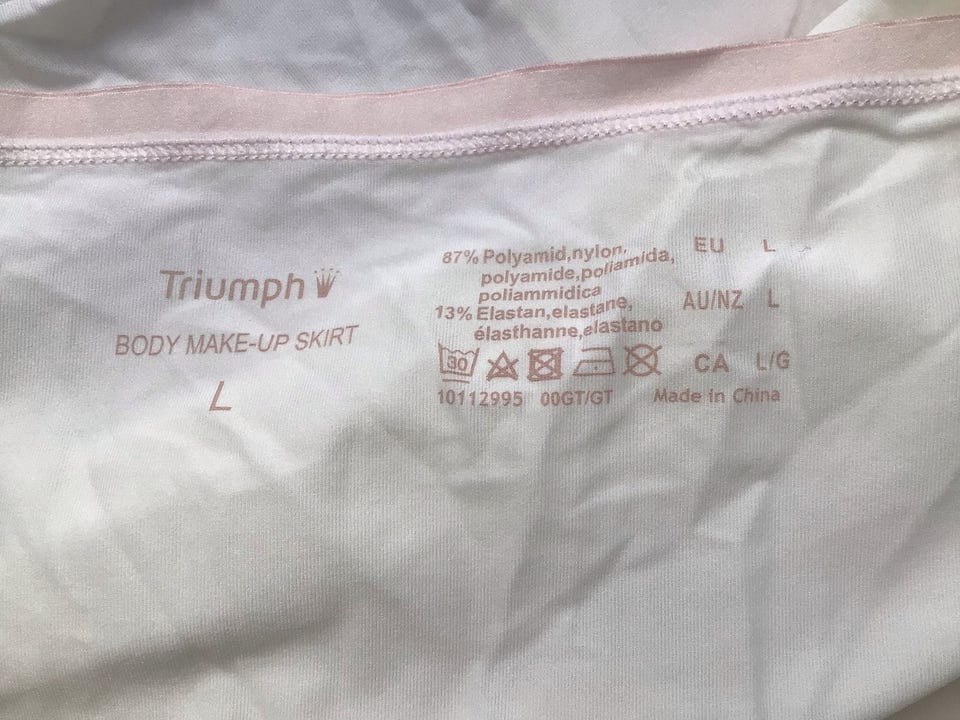 Triumph
BODY MAKE-UP SKIRT
L
87% Polyamid,nylon,
polyamide,poliamida,
poliammidica
13% Elastan,elastane,
élasthanne,elastano
30
10112995 00GT/GT
EU L
AU/NZ L
CA L/G
Made in China